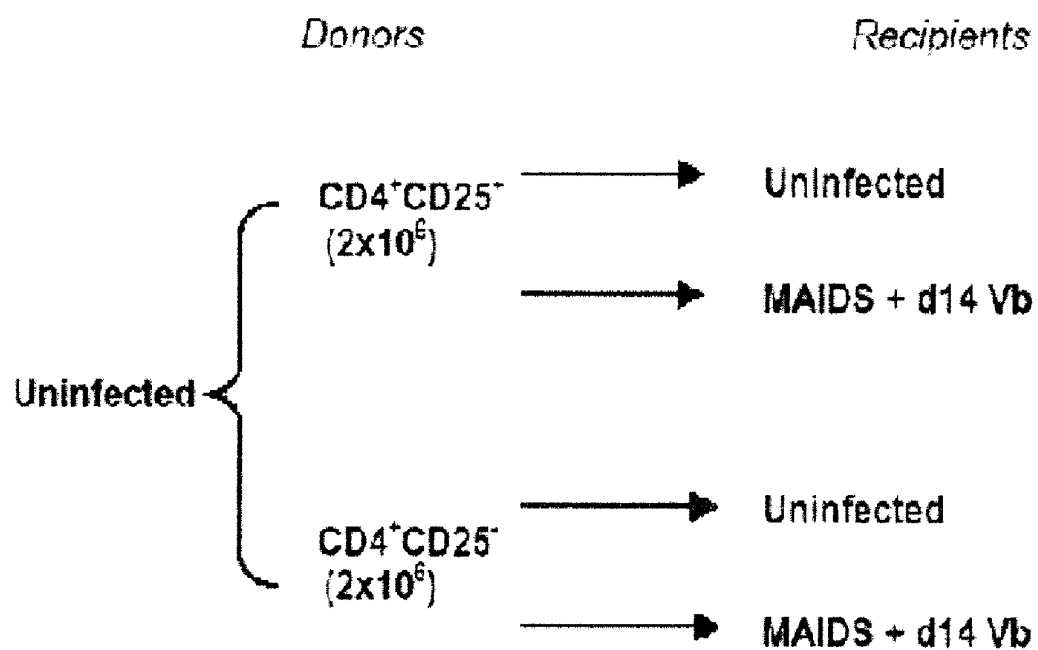 Donors Recipients
CD4⁺CD25⁺ Uninfected
(2x10⁶)
MAIDS + d14 Vb
Uninfected
CD4⁺CD25⁻ Uninfected
(2x10⁶)
MAIDS + d14 Vb